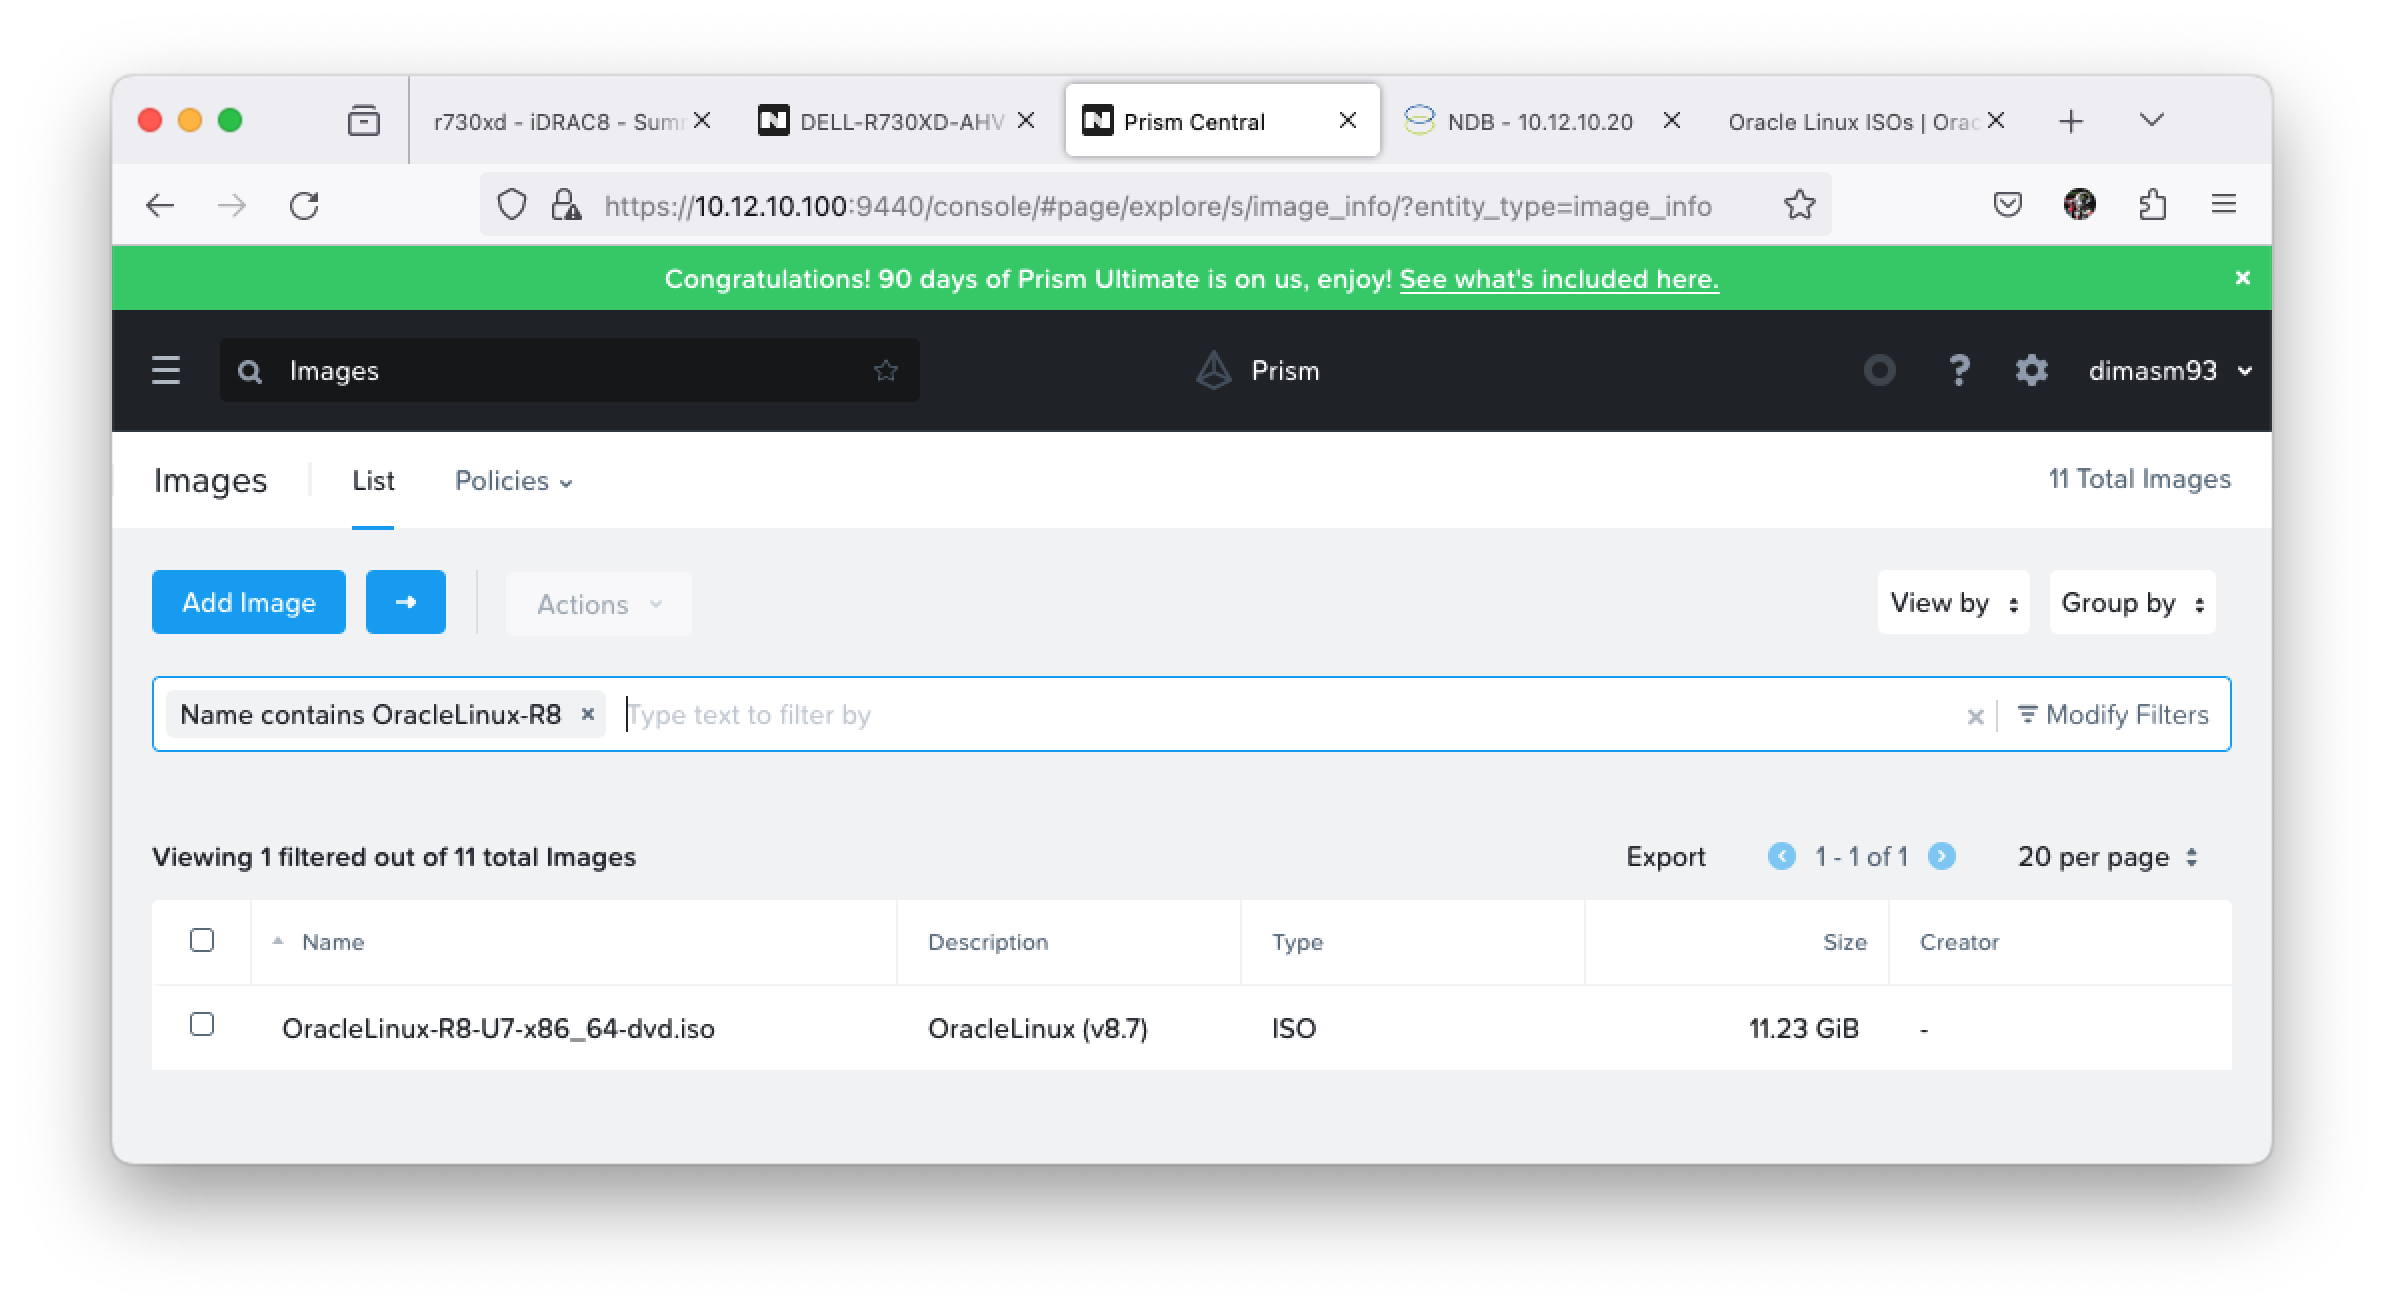 r730xd - iDRAC8 - Sum
DELL-R730XD-AHV
Prism Central
NDB - 10.12.10.20
Oracle Linux ISOs | Orac
https://10.12.10.100:9440/console/#page/explore/s/image_info/?entity_type=image_info
Congratulations! 90 days of Prism Ultimate is on us, enjoy! See what's included here.
Images
Prism
?
dimasm93
Images
List
Policies
11 Total Images
Add Image
Actions
View by
Group by
Name contains OracleLinux-R8
Type text to filter by
Modify Filters
Viewing 1 filtered out of 11 total Images
Export
1 - 1 of 1
20 per page
Name
Description
Type
Size
Creator
OracleLinux-R8-U7-x86_64-dvd.iso
OracleLinux (v8.7)
ISO
11.23 GiB
-